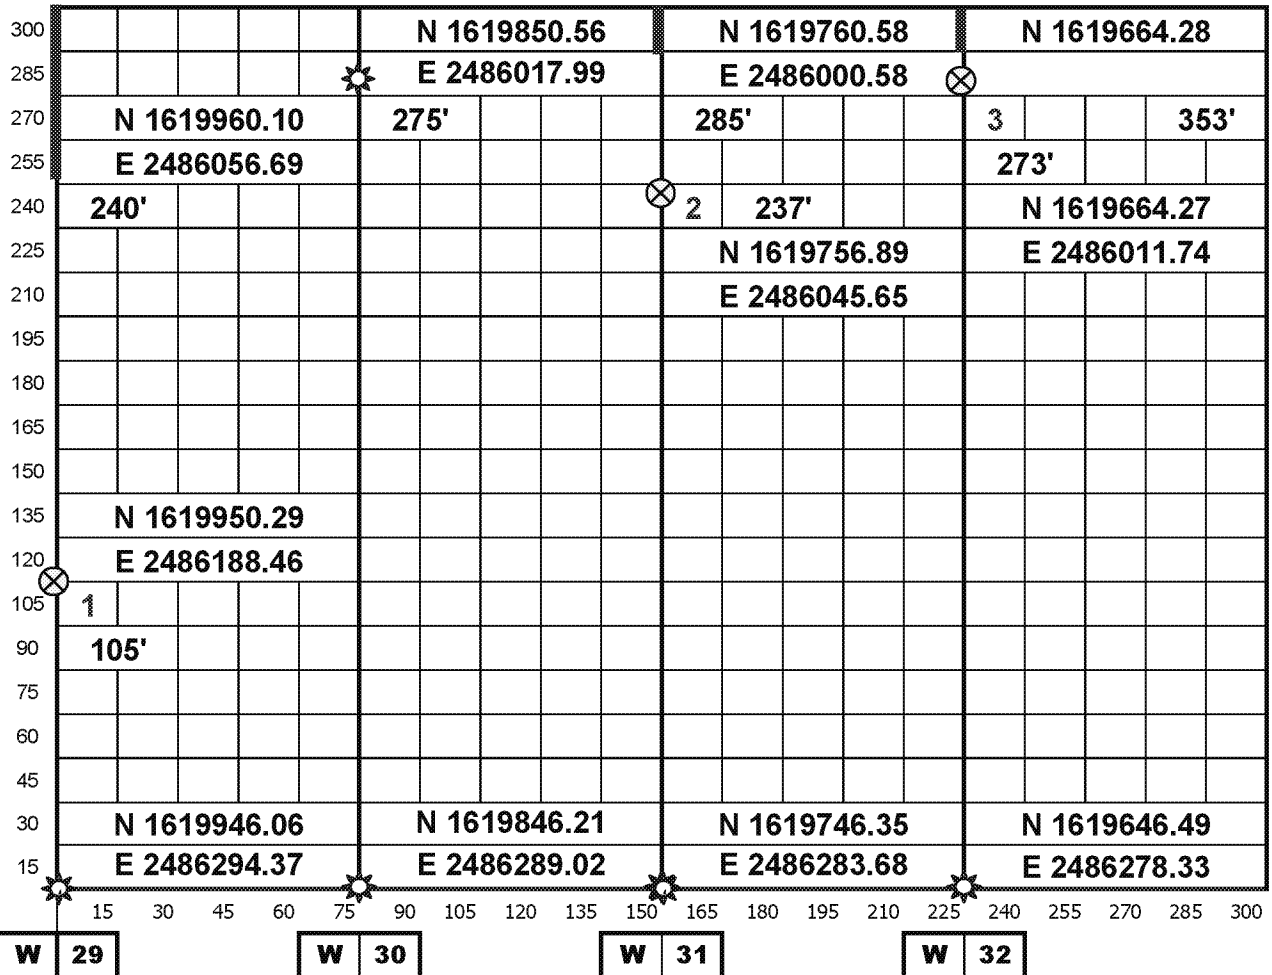 300 N 1619850.56 N 1619760.58 N 1619664.28
285 E 2486017.99 E 2486000.58
270 N 1619960.10 275' 285' 3 353'
255 E 2486056.69 273'
240 240' 2 237' N 1619664.27
225 N 1619756.89 E 2486011.74
210 E 2486045.65
195
180
165
150
135 N 1619950.29
120 E 2486188.46
105 1
90 105'
75
60
45
30 N 1619946.06 N 1619846.21 N 1619746.35 N 1619646.49
15 E 2486294.37 E 2486289.02 E 2486283.68 E 2486278.33
15 30 45 60 75 90 105 120 135 150 165 180 195 210 225 240 255 270 285 300
W 29 W 30 W 31 W 32